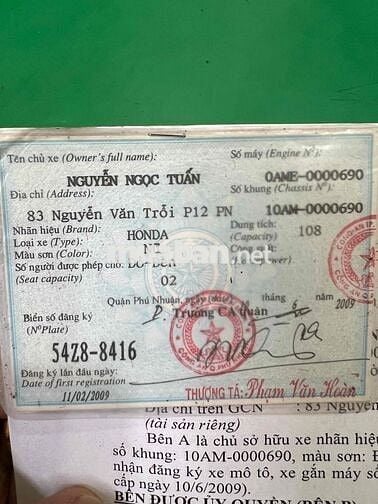 Tên chủ xe (Owner's full name):
Số máy (Engine N°):
NGUYỄN NGỌC TUẤN
0AME-0000690
Địa chỉ (Address):
Số khung (Chassis N°):
83 Nguyễn Văn Trỗi P12 PN
10AM-0000690
Nhãn hiệu (Brand): HONDA
Dung tích: 108
(Capacity)
Loại xe (Type):
Màu sơn (Color):
Số người được phép chở:
(Seat capacity) 02
Quận Phú Nhuận, ngày
tháng 6 2009
Biển số đăng ký
Trưởng CA quận
(N°Plate)
54Z8-8416
Đăng ký lần đầu ngày:
Date of first registration
11/02/2009
THƯỢNG TÁ: Phạm Văn Hoàn
Địa chỉ trên GCN : 83 Nguyễ
(tài sản riêng)
Bên A là chủ sở hữu xe nhãn hiệu
số khung: 10AM-0000690, màu sơn: Đ
nhận đăng ký xe mô tô, xe gắn máy số
cấp ngày 10/6/2009).
BÊN ĐƯỢC ỦY QUYỀN (BÊN B)